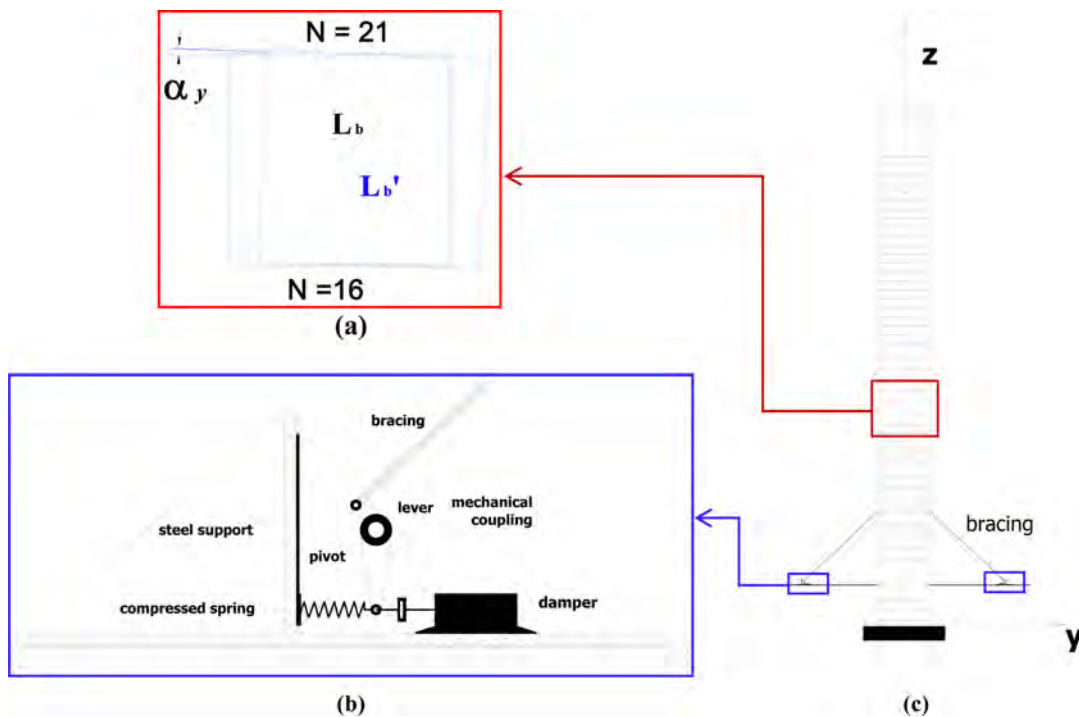 N = 21
α y
L b
L b'
N =16
(a)
z
bracing
y
(c)
bracing
lever
mechanical
coupling
steel support
pivot
compressed spring
damper
(b)